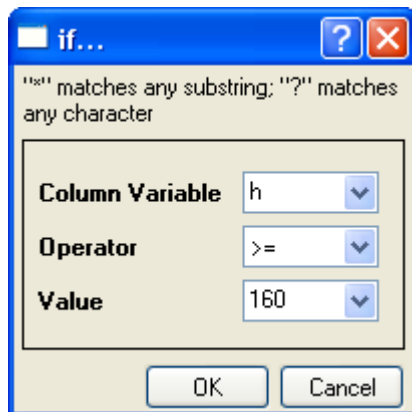 if...
"*" matches any substring; "?" matches
any character
Column Variable h
Operator >=
Value 160
OK Cancel